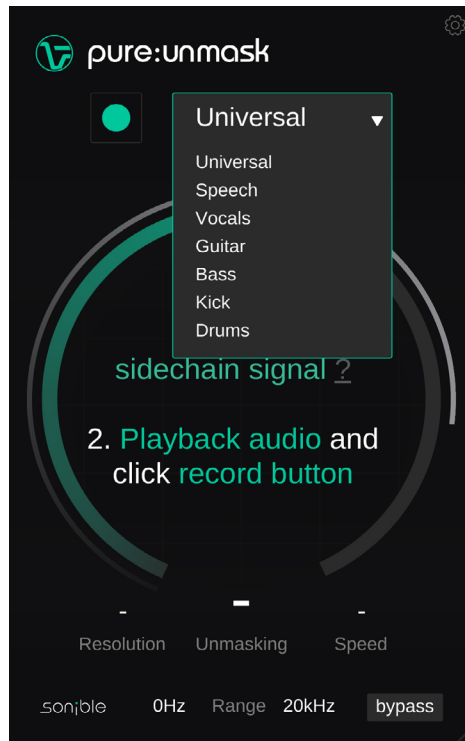 pure:unmask
Universal
Universal
Speech
Vocals
Guitar
Bass
Kick
Drums
sidechain signal ?
2. Playback audio and
click record button
- - -
Resolution Unmasking Speed
sonible 0Hz Range 20kHz bypass